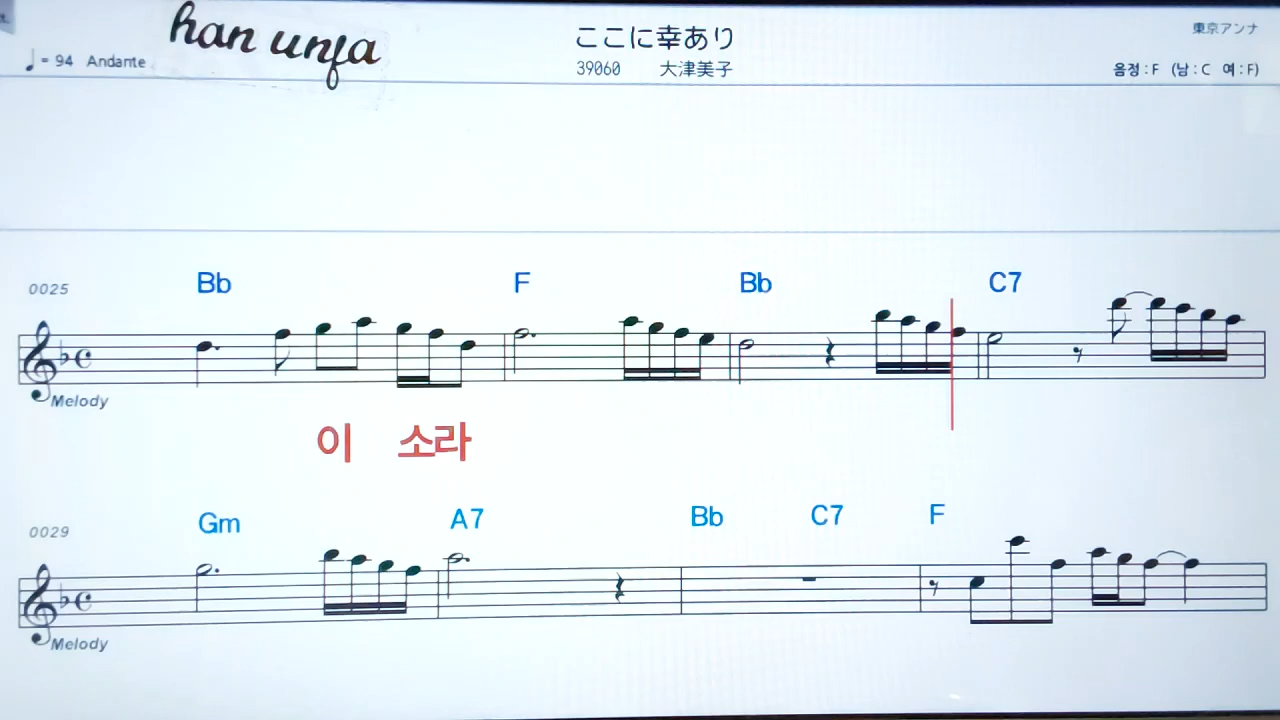 han unfa
ここに幸あり
東京アンナ
♩ = 94 Andante
39060 大津美子
음정 : F (남 : C 여 : F)
0025 Bb F Bb C7
Melody
이 소라
0029 Gm A7 Bb C7 F
Melody